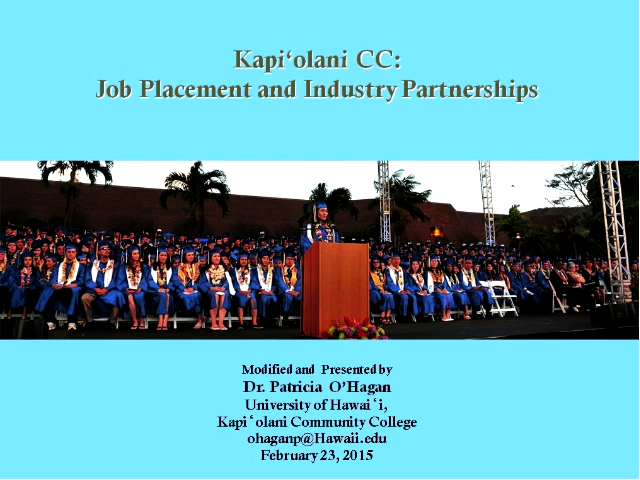 Kapi‘olani CC:
Job Placement and Industry Partnerships
Modified and Presented by
Dr. Patricia O’Hagan
University of Hawai‘i,
Kapi‘olani Community College
ohaganp@Hawaii.edu
February 23, 2015